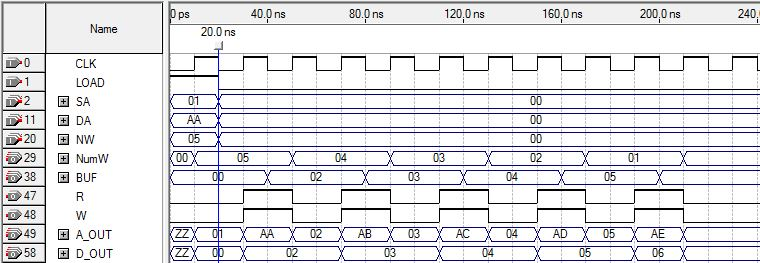 Name
0 ps 40.0 ns 80.0 ns 120.0 ns 160.0 ns 200.0 ns 240.
20.0 ns
0 CLK
1 LOAD
2 SA 01 00
11 DA AA 00
20 NW 05 00
29 NumW 00 05 04 03 02 01
38 BUF 00 02 03 04 05
47 R
48 W
49 A_OUT ZZ 01 AA 02 AB 03 AC 04 AD 05 AE
58 D_OUT ZZ 00 02 03 04 05 06